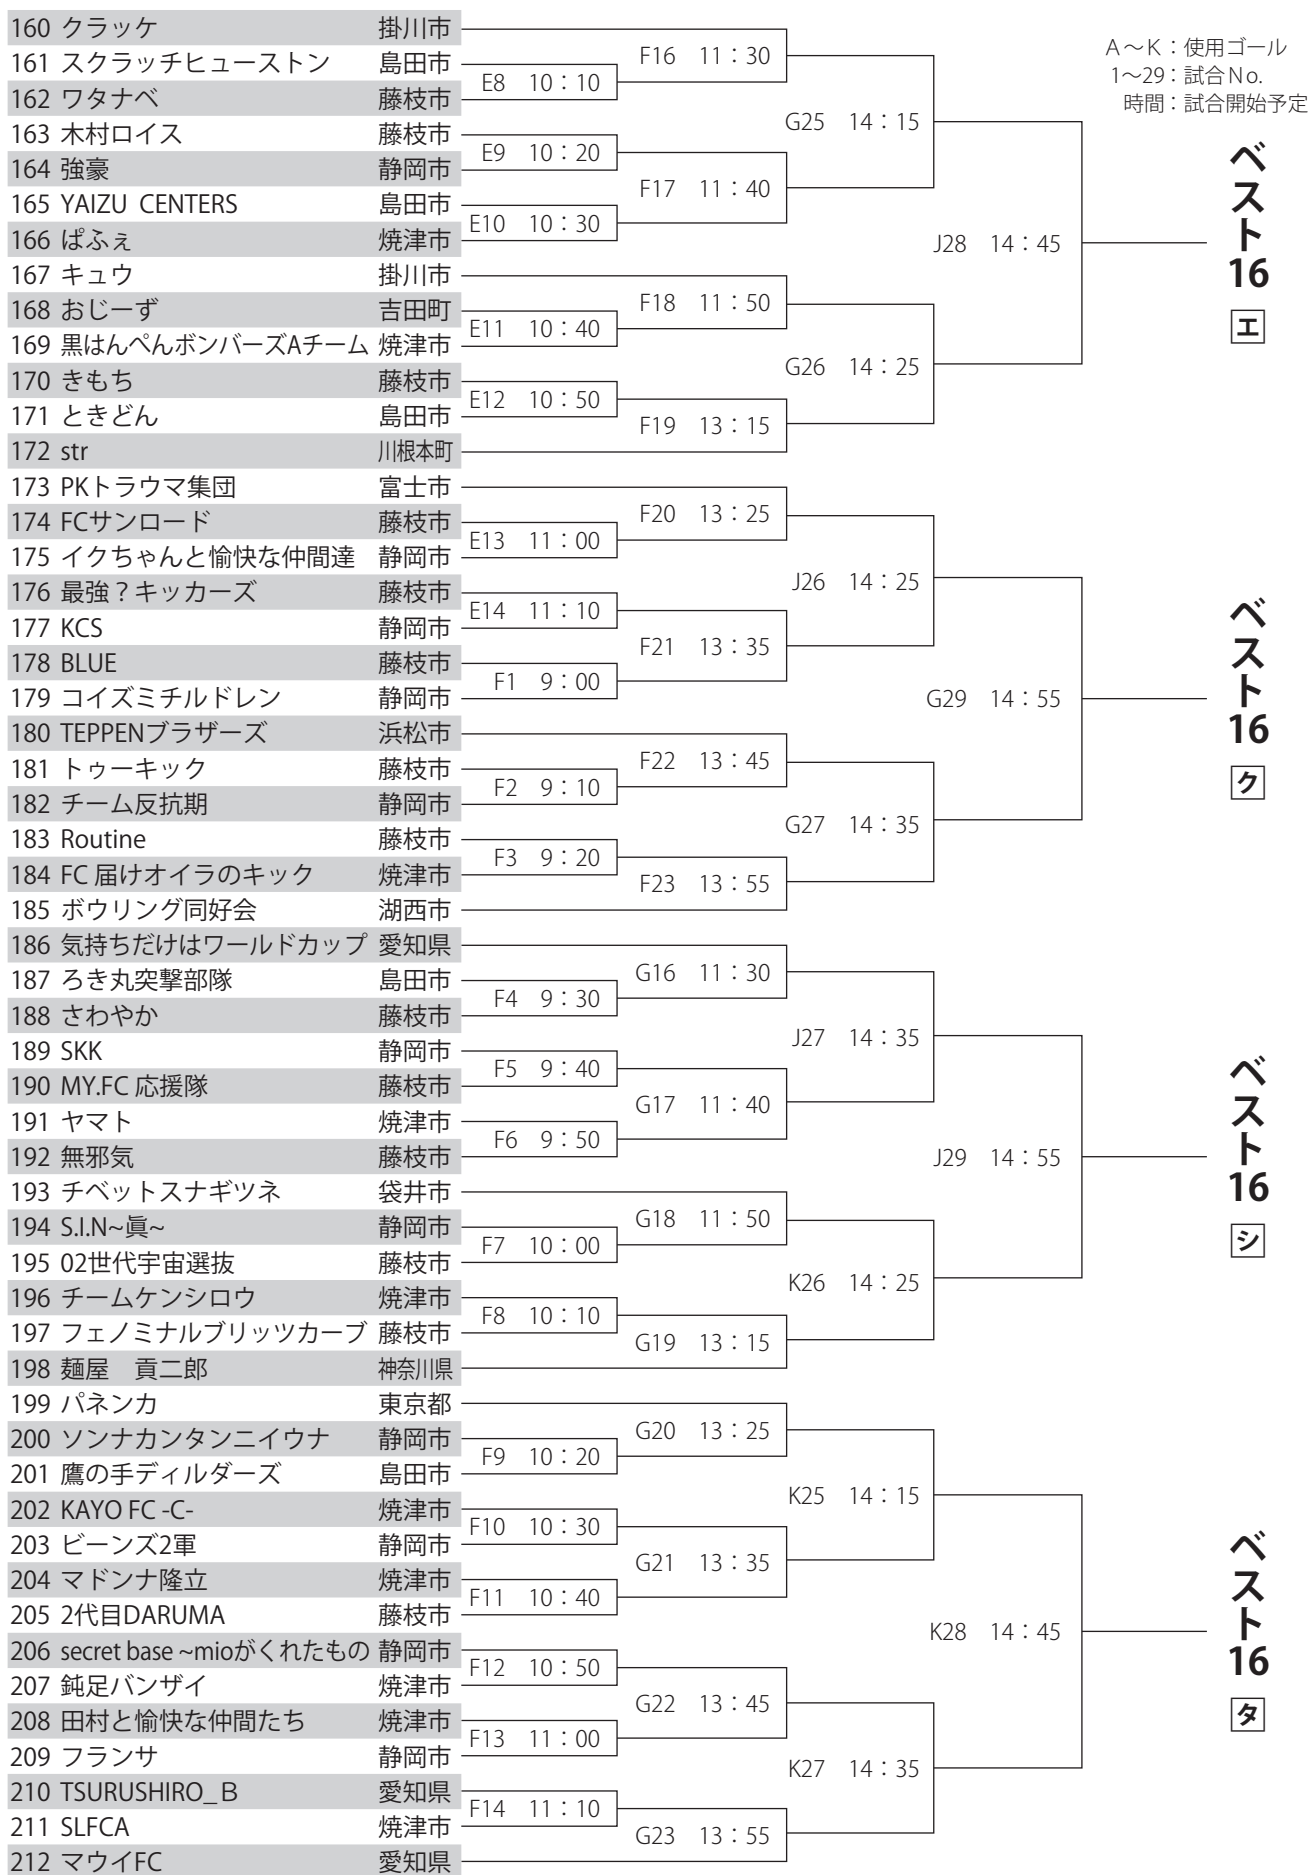 160 クラッケ 掛川市
161 スクラッチヒューストン 島田市
162 ワタナベ 藤枝市
163 木村ロイス 藤枝市
164 強豪 静岡市
165 YAIZU CENTERS 島田市
166 ぱふぇ 焼津市
167 キュウ 掛川市
168 おじーず 吉田町
169 黒はんぺんボンバーズAチーム 焼津市
170 きもち 藤枝市
171 ときどん 島田市
172 str 川根本町
173 PKトラウマ集団 富士市
174 FCサンロード 藤枝市
175 イクちゃんと愉快な仲間達 静岡市
176 最強？キッカーズ 藤枝市
177 KCS 静岡市
178 BLUE 藤枝市
179 コイズミチルドレン 静岡市
180 TEPPENブラザーズ 浜松市
181 トゥーキック 藤枝市
182 チーム反抗期 静岡市
183 Routine 藤枝市
184 FC 届けオイラのキック 焼津市
185 ボウリング同好会 湖西市
186 気持ちだけはワールドカップ 愛知県
187 ろき丸突撃部隊 島田市
188 さわやか 藤枝市
189 SKK 静岡市
190 MY.FC 応援隊 藤枝市
191 ヤマト 焼津市
192 無邪気 藤枝市
193 チベットスナギツネ 袋井市
194 S.I.N~眞~ 静岡市
195 02世代宇宙選抜 藤枝市
196 チームケンシロウ 焼津市
197 フェノミナルブリッツカーブ 藤枝市
198 麺屋　貢二郎 神奈川県
199 パネンカ 東京都
200 ソンナカンタンニイウナ 静岡市
201 鷹の手ディルダーズ 島田市
202 KAYO FC -C- 焼津市
203 ビーンズ2軍 静岡市
204 マドンナ隆立 焼津市
205 2代目DARUMA 藤枝市
206 secret base ~mioがくれたもの 静岡市
207 鈍足バンザイ 焼津市
208 田村と愉快な仲間たち 焼津市
209 フランサ 静岡市
210 TSURUSHIRO_B 愛知県
211 SLFCA 焼津市
212 マウイFC 愛知県
E8 10：10
E9 10：20
E10 10：30
E11 10：40
E12 10：50
E13 11：00
E14 11：10
F1 9：00
F2 9：10
F3 9：20
F4 9：30
F5 9：40
F6 9：50
F7 10：00
F8 10：10
F9 10：20
F10 10：30
F11 10：40
F12 10：50
F13 11：00
F14 11：10
F16 11：30
F17 11：40
F18 11：50
F19 13：15
F20 13：25
F21 13：35
F22 13：45
F23 13：55
G16 11：30
G17 11：40
G18 11：50
G19 13：15
G20 13：25
G21 13：35
G22 13：45
G23 13：55
G25 14：15
G26 14：25
J26 14：25
G27 14：35
J27 14：35
K26 14：25
K25 14：15
K27 14：35
J28 14：45
G29 14：55
J29 14：55
K28 14：45
A～K：使用ゴール
1～29：試合No.
時間：試合開始予定
ベスト16
エ
ベスト16
ク
ベスト16
シ
ベスト16
タ